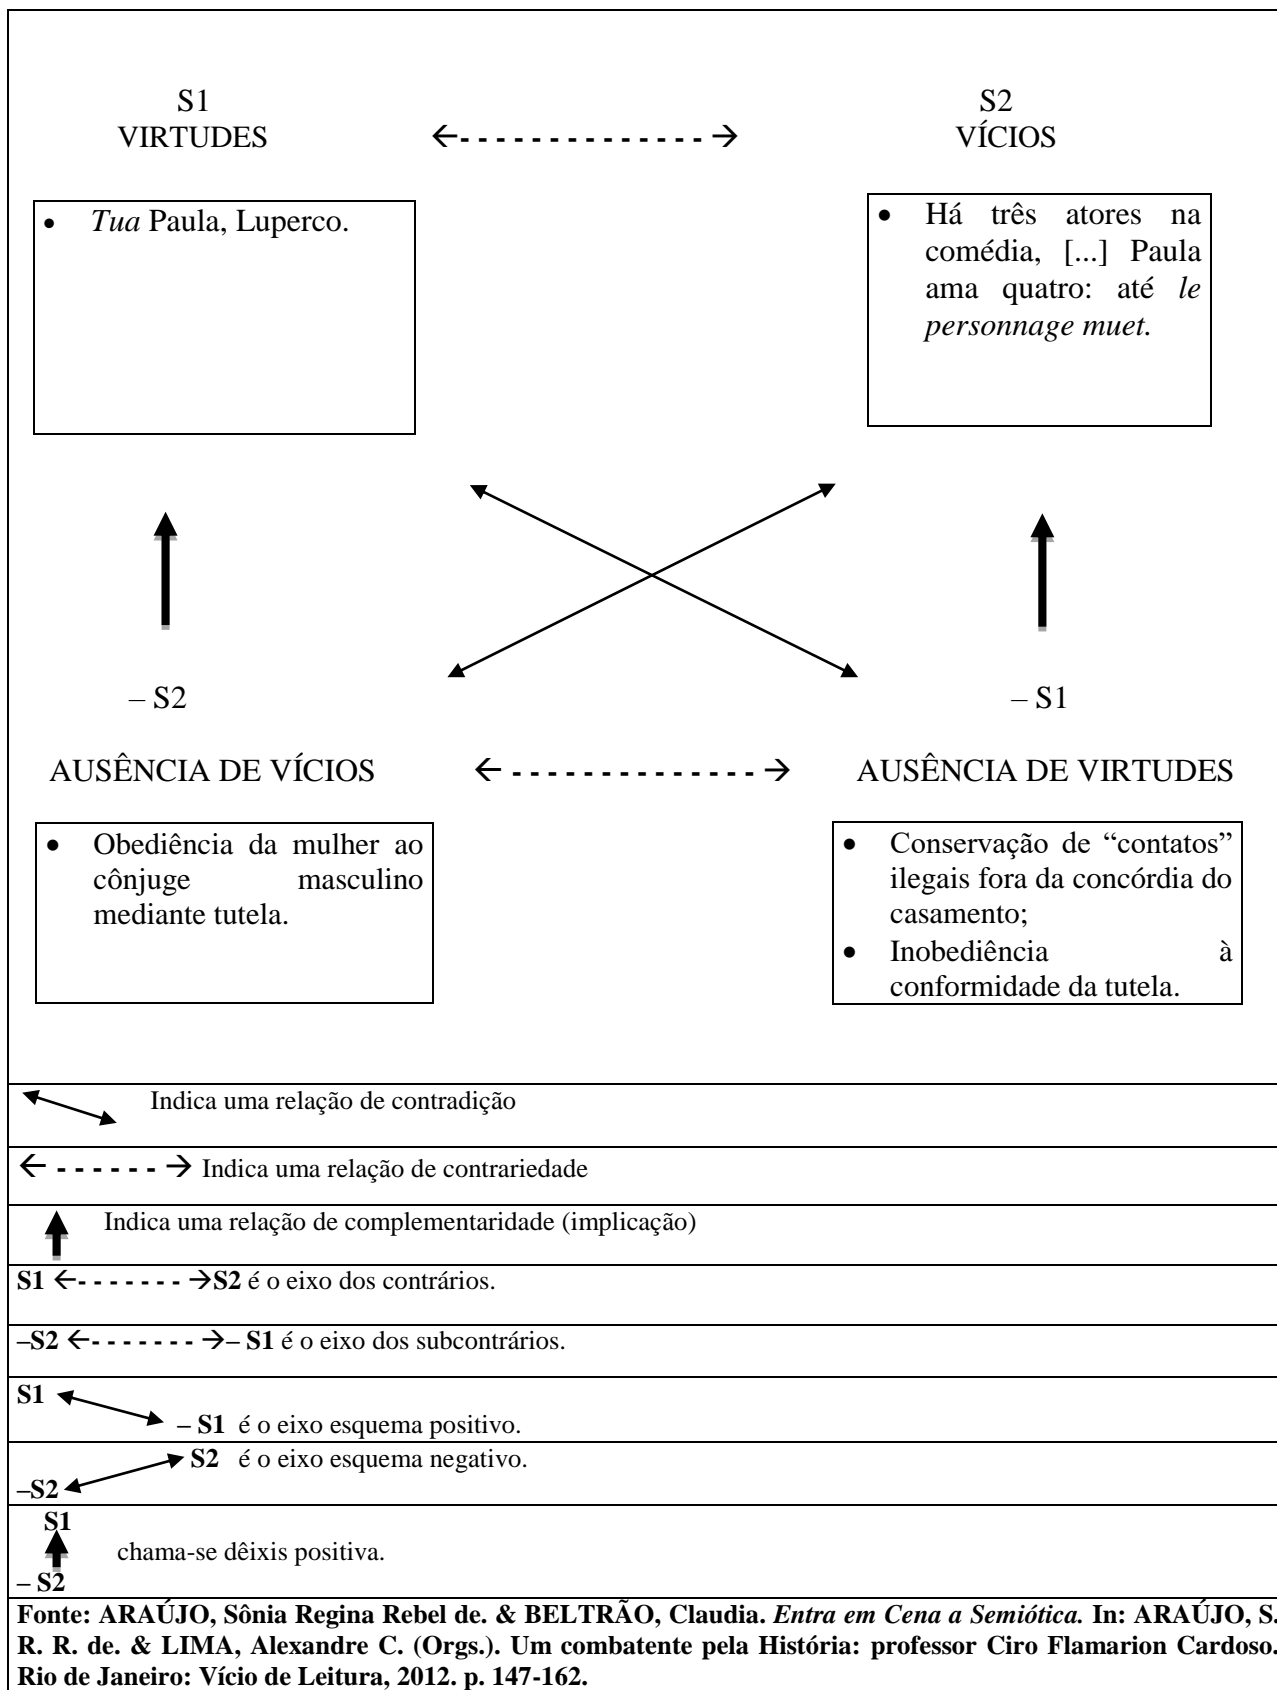 S1
VIRTUDES
S2
VÍCIOS
• Tua Paula, Luperco.
• Há três atores na
comédia, [...] Paula
ama quatro: até le
personnage muet.
– S2
– S1
AUSÊNCIA DE VÍCIOS
AUSÊNCIA DE VIRTUDES
• Obediência da mulher ao
cônjuge masculino
mediante tutela.
• Conservação de “contatos”
ilegais fora da concórdia do
casamento;
• Inobediência à
conformidade da tutela.
Indica uma relação de contradição
Indica uma relação de contrariedade
Indica uma relação de complementaridade (implicação)
S1 ←- - - - - - - →S2 é o eixo dos contrários.
–S2 ←- - - - - - - →– S1 é o eixo dos subcontrários.
S1
– S1 é o eixo esquema positivo.
S2 é o eixo esquema negativo.
–S2
S1
chama-se dêixis positiva.
– S2
Fonte: ARAÚJO, Sônia Regina Rebel de. & BELTRÃO, Claudia. Entra em Cena a Semiótica. In: ARAÚJO, S.
R. R. de. & LIMA, Alexandre C. (Orgs.). Um combatente pela História: professor Ciro Flamarion Cardoso.
Rio de Janeiro: Vício de Leitura, 2012. p. 147-162.